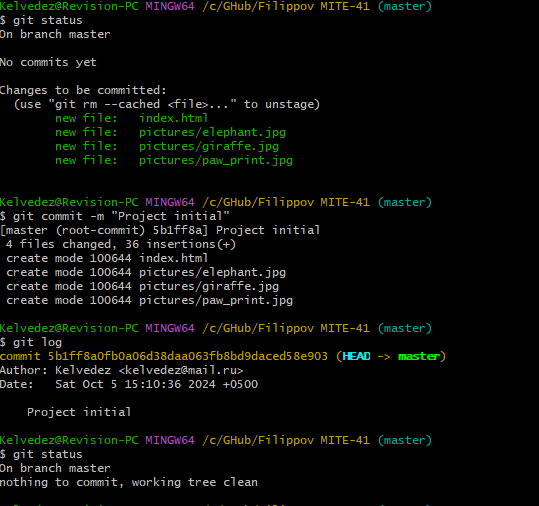 Kelvedez@Revision-PC MINGW64 /c/GHub/Filippov MITE-41 (master)
$ git status
On branch master
No commits yet
Changes to be committed:
  (use "git rm --cached <file>..." to unstage)
        new file:   index.html
        new file:   pictures/elephant.jpg
        new file:   pictures/giraffe.jpg
        new file:   pictures/paw_print.jpg
Kelvedez@Revision-PC MINGW64 /c/GHub/Filippov MITE-41 (master)
$ git commit -m "Project initial"
[master (root-commit) 5b1ff8a] Project initial
 4 files changed, 36 insertions(+)
 create mode 100644 index.html
 create mode 100644 pictures/elephant.jpg
 create mode 100644 pictures/giraffe.jpg
 create mode 100644 pictures/paw_print.jpg
Kelvedez@Revision-PC MINGW64 /c/GHub/Filippov MITE-41 (master)
$ git log
commit 5b1ff8a0fb0a06d38daa063fb8bd9daced58e903 (HEAD -> master)
Author: Kelvedez <kelvedez@mail.ru>
Date:   Sat Oct 5 15:10:36 2024 +0500
    Project initial
Kelvedez@Revision-PC MINGW64 /c/GHub/Filippov MITE-41 (master)
$ git status
On branch master
nothing to commit, working tree clean